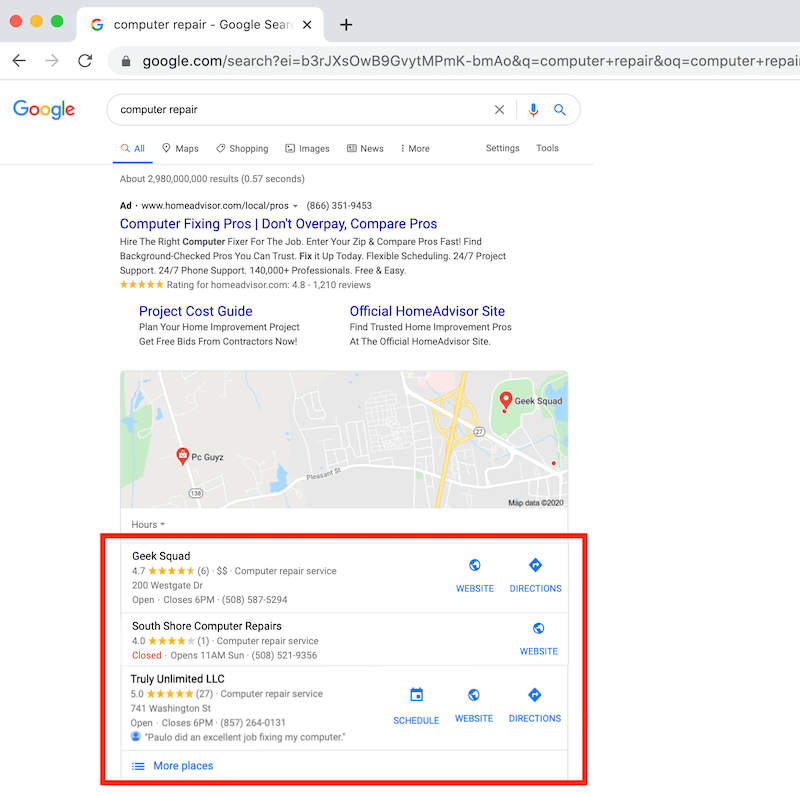 computer repair - Google Sear
google.com/search?ei=b3rJXsOwB9GvytMPmK-bmAo&q=computer+repair&oq=computer+repai
Google
computer repair
All Maps Shopping Images News More Settings Tools
About 2,980,000,000 results (0.57 seconds)
Ad · www.homeadvisor.com/local/pros (866) 351-9453
Computer Fixing Pros | Don't Overpay, Compare Pros
Hire The Right Computer Fixer For The Job. Enter Your Zip & Compare Pros Fast! Find
Background-Checked Pros You Can Trust. Fix it Up Today. Flexible Scheduling. 24/7 Project
Support. 24/7 Phone Support. 140,000+ Professionals. Free & Easy.
Rating for homeadvisor.com: 4.8 - 1,210 reviews
Project Cost Guide
Plan Your Home Improvement Project
Get Free Bids From Contractors Now!
Official HomeAdvisor Site
Find Trusted Home Improvement Pros
At The Official HomeAdvisor Site.
Geek Squad
27
Pc Guyz
Pleasant St
138
Map data ©2020
Hours
Geek Squad
4.7 (6) · $$ · Computer repair service
200 Westgate Dr
Open · Closes 6PM · (508) 587-5294
WEBSITE DIRECTIONS
South Shore Computer Repairs
4.0 (1) · Computer repair service
Closed · Opens 11AM Sun · (508) 521-9356
WEBSITE
Truly Unlimited LLC
5.0 (27) · Computer repair service
741 Washington St
Open · Closes 6PM · (857) 264-0131
"Paulo did an excellent job fixing my computer."
SCHEDULE WEBSITE DIRECTIONS
More places